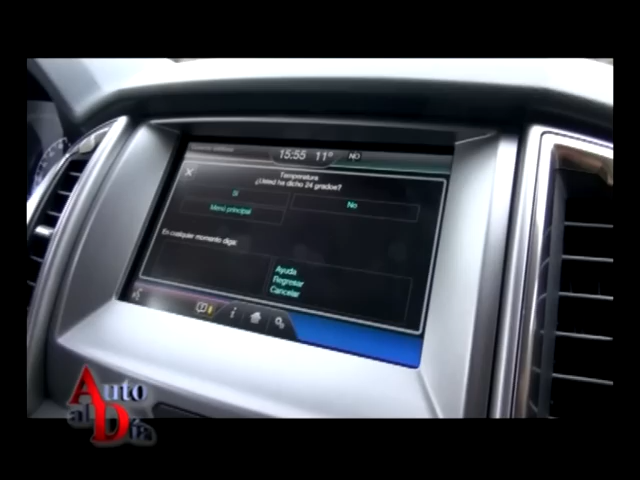 15:55 11° ND
Temperatura
¿Usted ha dicho 24 grados?
Sí
No
Menú principal
En cualquier momento diga:
Ayuda
Regresar
Cancelar
Auto
al
Día